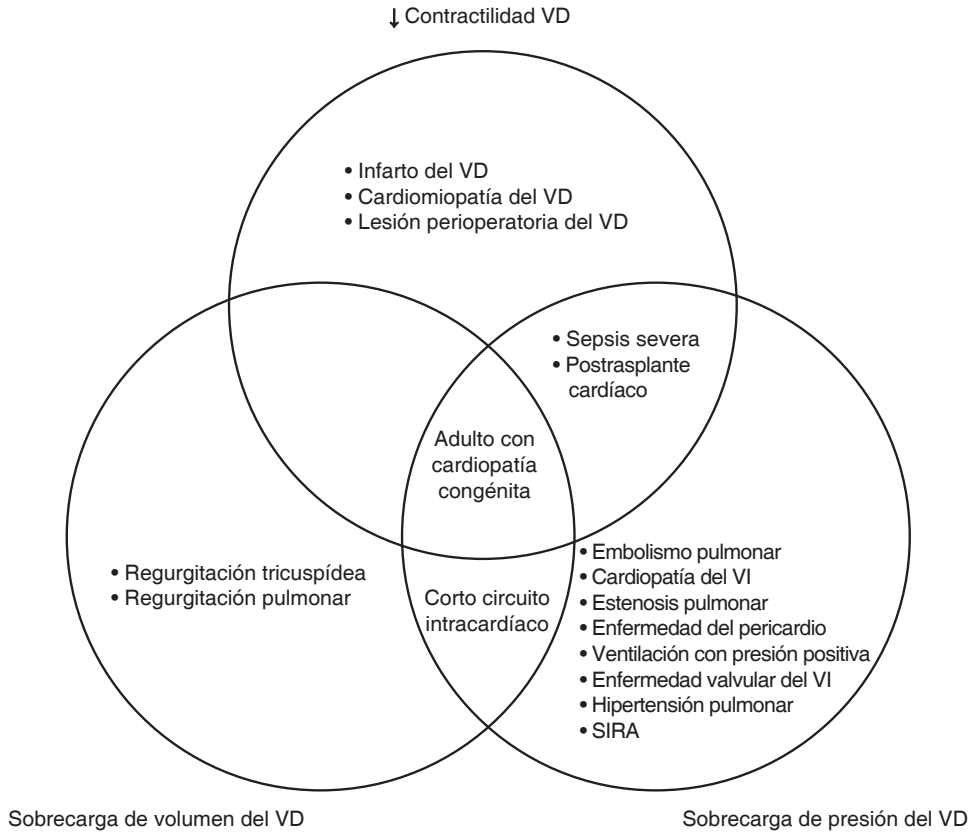 ↓ Contractilidad VD
• Infarto del VD
• Cardiomiopatía del VD
• Lesión perioperatoria del VD
• Sepsis severa
• Postrasplante
cardíaco
Adulto con
cardiopatía
congénita
• Regurgitación tricuspídea
• Regurgitación pulmonar
Corto circuito
intracardíaco
• Embolismo pulmonar
• Cardiopatía del VI
• Estenosis pulmonar
• Enfermedad del pericardio
• Ventilación con presión positiva
• Enfermedad valvular del VI
• Hipertensión pulmonar
• SIRA
Sobrecarga de volumen del VD
Sobrecarga de presión del VD